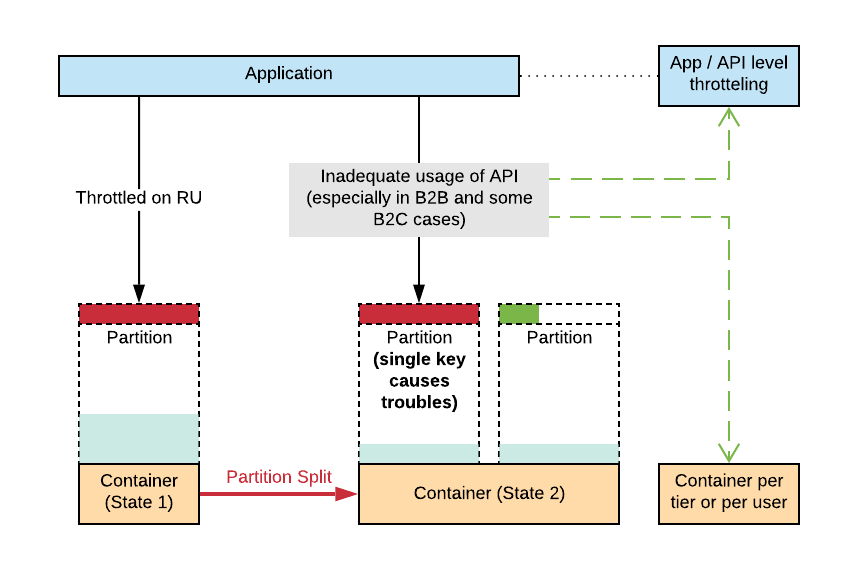 Application
App / API level
throtteling
Throttled on RU
Inadequate usage of API
(especially in B2B and some
B2C cases)
Partition
Partition
(single key
causes
troubles)
Partition
Container
(State 1)
Partition Split
Container (State 2)
Container per
tier or per user